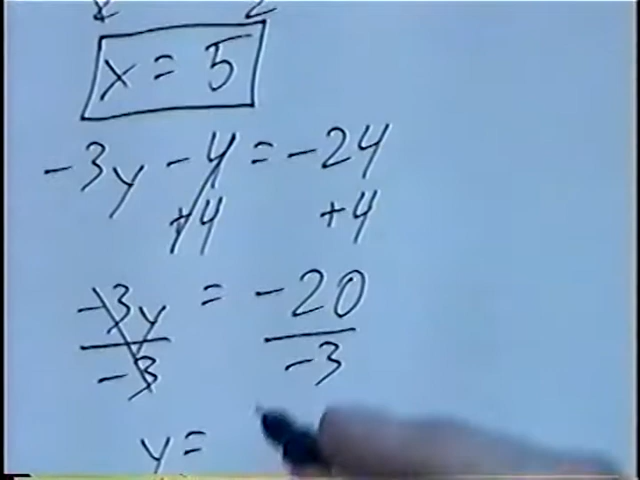 x = 5
-3y - 4 = -24
+4 +4
-3y = -20
-3 -3
y =